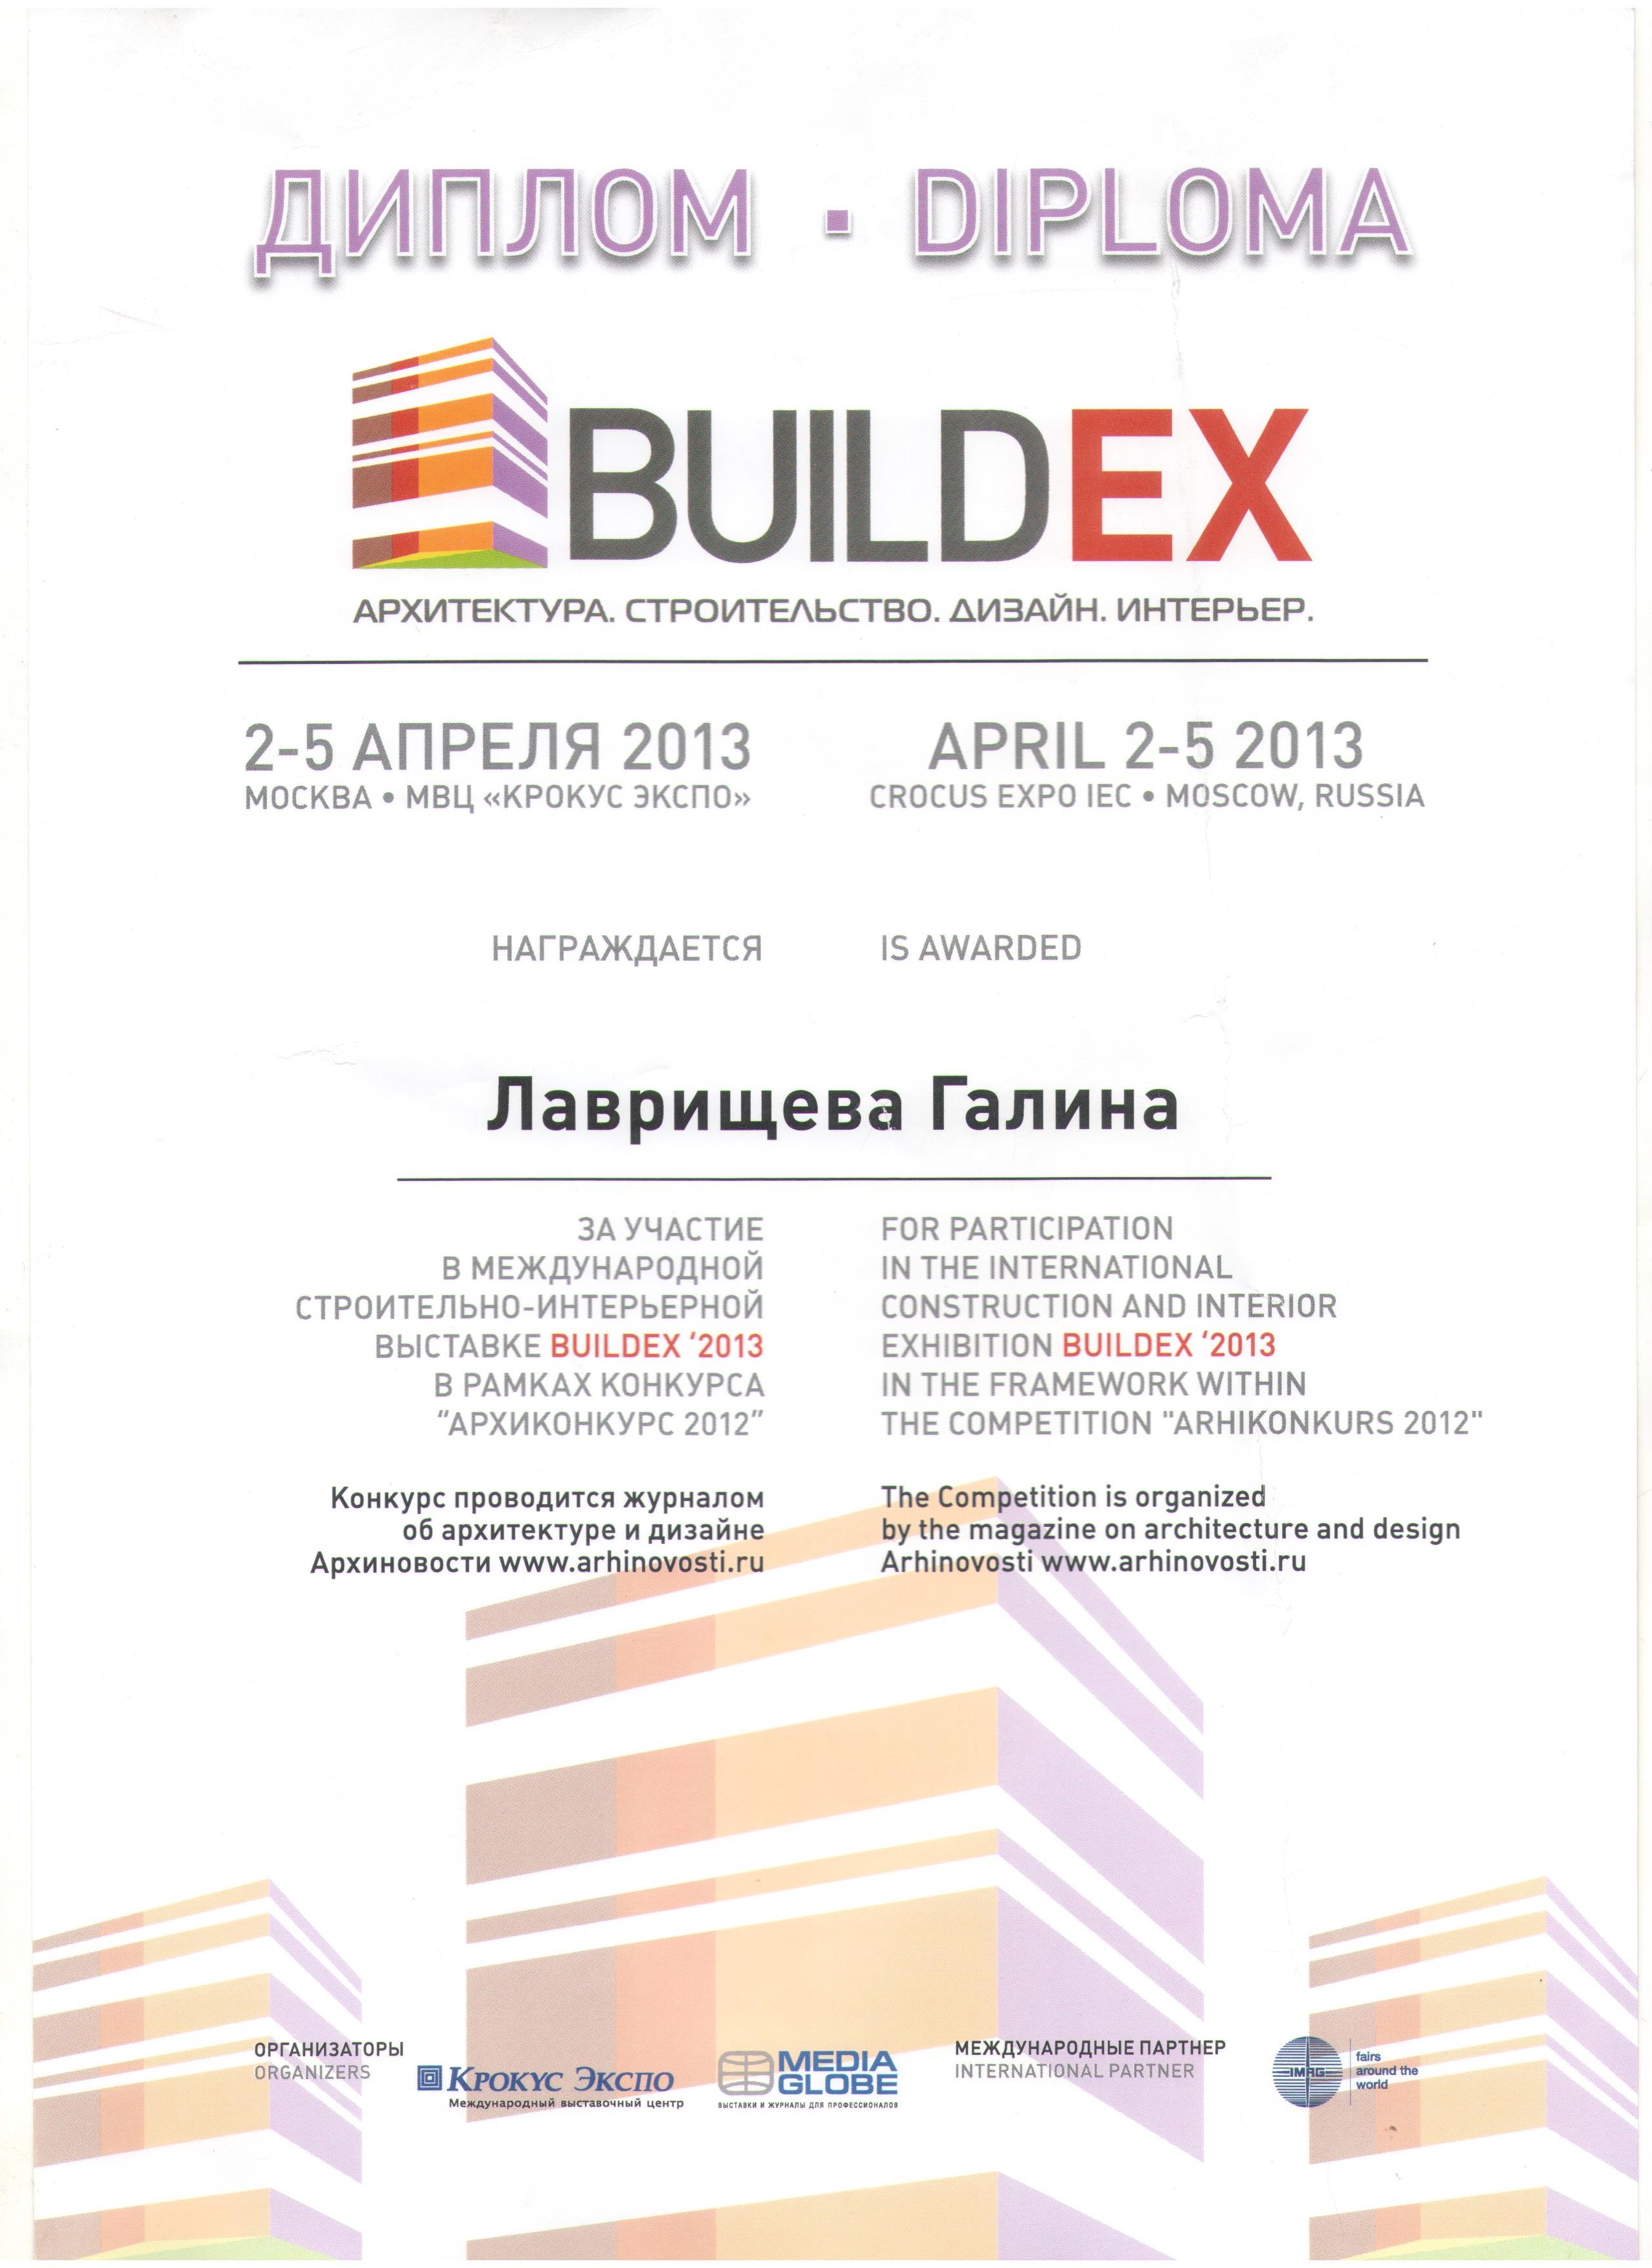 ДИПЛОМ ▪ DIPLOMA
BUILDEX
АРХИТЕКТУРА. СТРОИТЕЛЬСТВО. ДИЗАЙН. ИНТЕРЬЕР.
2-5 АПРЕЛЯ 2013
МОСКВА • МВЦ «КРОКУС ЭКСПО»
APRIL 2-5 2013
CROCUS EXPO IEC • MOSCOW, RUSSIA
НАГРАЖДАЕТСЯ
IS AWARDED
Лаврищева Галина
ЗА УЧАСТИЕ
В МЕЖДУНАРОДНОЙ
СТРОИТЕЛЬНО-ИНТЕРЬЕРНОЙ
ВЫСТАВКЕ BUILDEX ‘2013
В РАМКАХ КОНКУРСА
“АРХИКОНКУРС 2012”
FOR PARTICIPATION
IN THE INTERNATIONAL
CONSTRUCTION AND INTERIOR
EXHIBITION BUILDEX ‘2013
IN THE FRAMEWORK WITHIN
THE COMPETITION "ARHIKONKURS 2012"
Конкурс проводится журналом
об архитектуре и дизайне
Архиновости www.arhinovosti.ru
The Competition is organized
by the magazine on architecture and design
Arhinovosti www.arhinovosti.ru
ОРГАНИЗАТОРЫ
ORGANIZERS
КРОКУС ЭКСПО
Международный выставочный центр
MEDIA
GLOBE
ВЫСТАВКИ И ЖУРНАЛЫ ДЛЯ ПРОФЕССИОНАЛОВ
МЕЖДУНАРОДНЫЕ ПАРТНЕР
INTERNATIONAL PARTNER
IMAG
fairs
around the
world